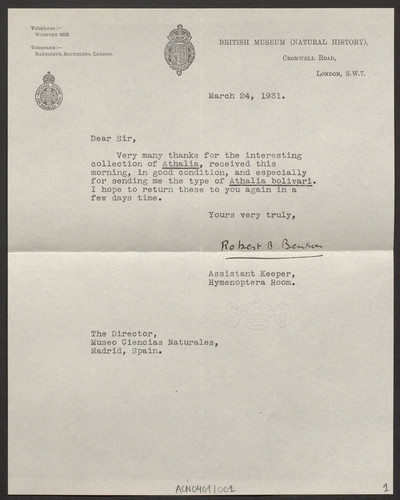 Telephone:—
Western 6323.
Telegrams:—
BRITISH MUSEUM (NATURAL HISTORY),
Cromwell Road,
London, S.W.7.
March 24, 1931.
Dear Sir,
Very many thanks for the interesting
collection of Athalia, received this
morning, in good condition, and especially
for sending me the type of Athalia bolivari.
I hope to return these to you again in a
few days time.
Yours very truly,
Robert B. Benson
Assistant Keeper,
Hymenoptera Room.
The Director,
Museo Ciencias Naturales,
Madrid, Spain.
ACN0401/001
1